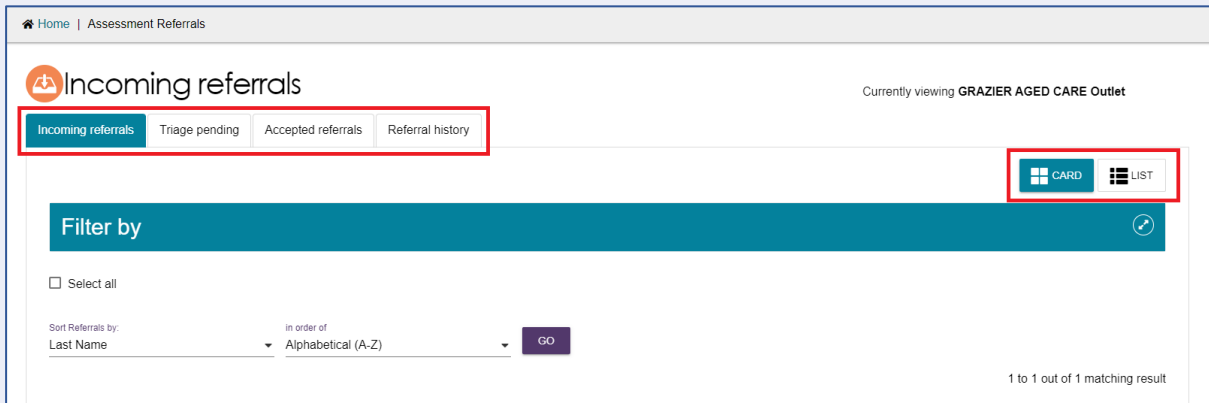 Home | Assessment Referrals
Incoming referrals
Currently viewing GRAZIER AGED CARE Outlet
Incoming referrals Triage pending Accepted referrals Referral history
CARD LIST
Filter by
Select all
Sort Referrals by: in order of
Last Name Alphabetical (A-Z) GO
1 to 1 out of 1 matching result